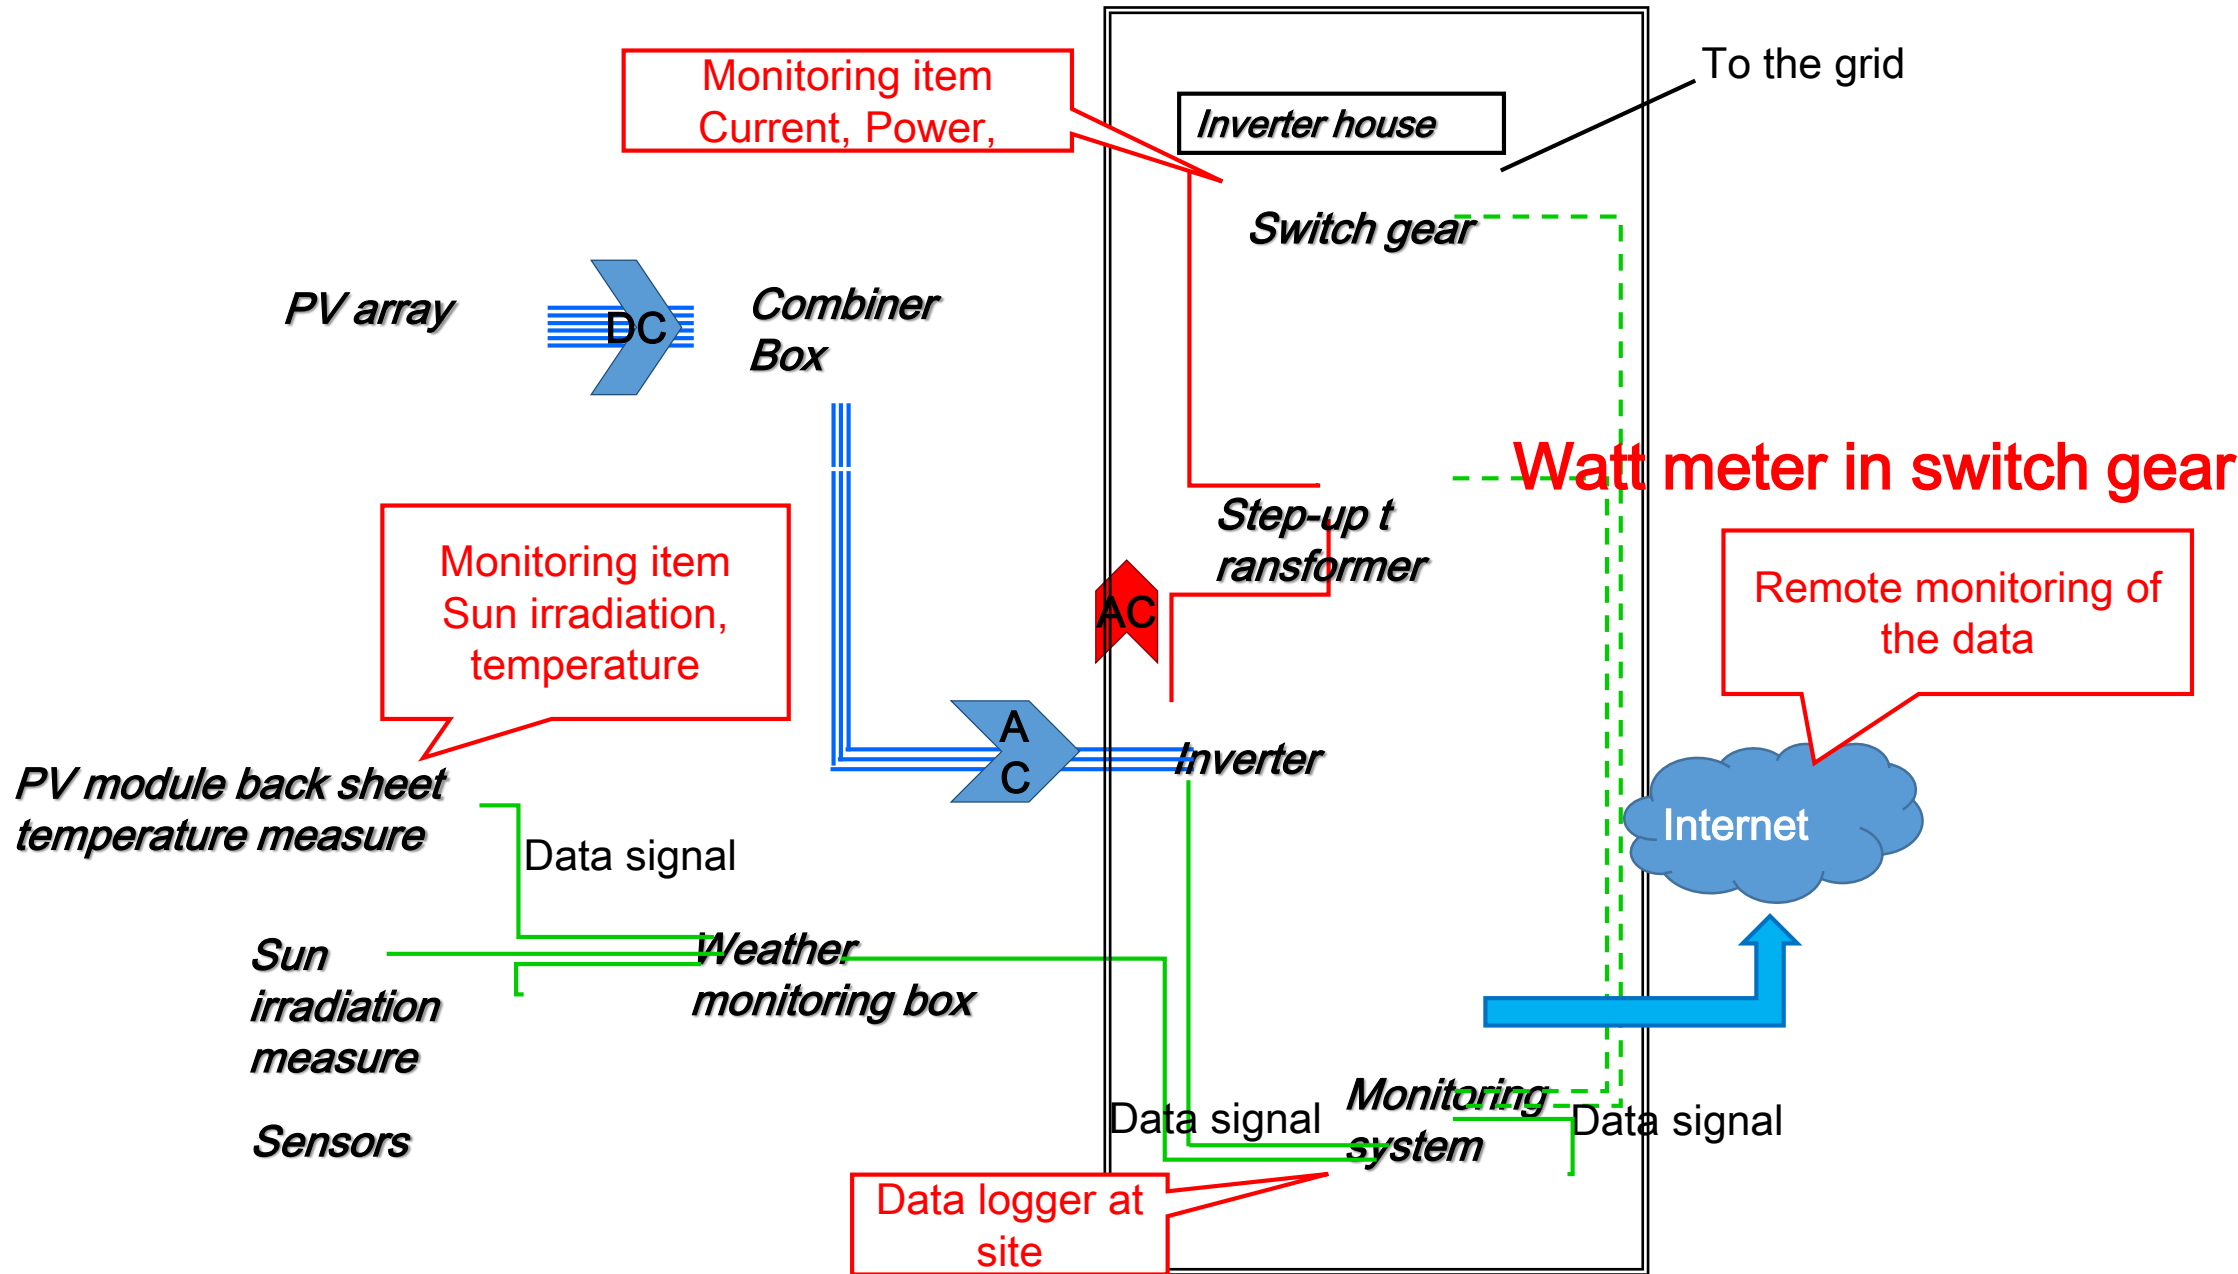 To the grid
Monitoring item
Current, Power,
Inverter house
Switch gear
PV array
DC
Combiner
Box
Watt meter in switch gear
Step-up t
ransformer
Monitoring item
Sun irradiation,
temperature
AC
Remote monitoring of
the data
A
C
Inverter
PV module back sheet
temperature measure
Internet
Data signal
Sun
irradiation
measure
Weather
monitoring box
Sensors
Data signal
Monitoring
system
Data signal
Data logger at
site